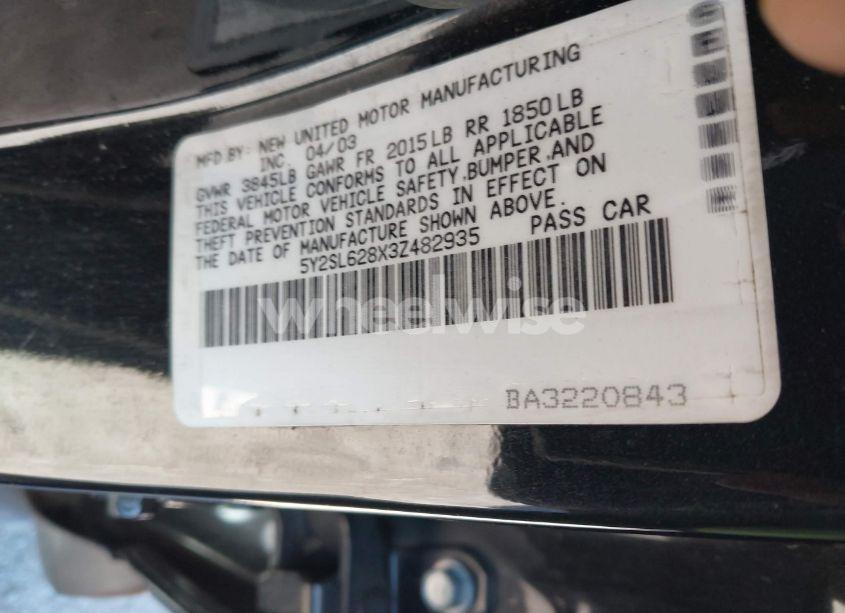 MFD BY: NEW UNITED MOTOR MANUFACTURING
INC 04/03
GVWR 3845LB GAWR FR 2015LB RR 1850LB
THIS VEHICLE CONFORMS TO ALL APPLICABLE
FEDERAL MOTOR VEHICLE SAFETY,BUMPER,AND
THEFT PREVENTION STANDARDS IN EFFECT ON
THE DATE OF MANUFACTURE SHOWN ABOVE.
5Y2SL628X3Z482935 PASS CAR
wheelwise
BA3220843